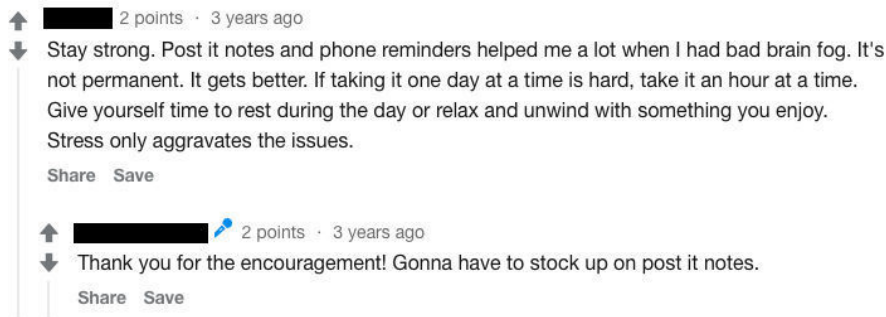 2 points · 3 years ago
Stay strong. Post it notes and phone reminders helped me a lot when I had bad brain fog. It's
not permanent. It gets better. If taking it one day at a time is hard, take it an hour at a time.
Give yourself time to rest during the day or relax and unwind with something you enjoy.
Stress only aggravates the issues.
Share Save
2 points · 3 years ago
Thank you for the encouragement! Gonna have to stock up on post it notes.
Share Save